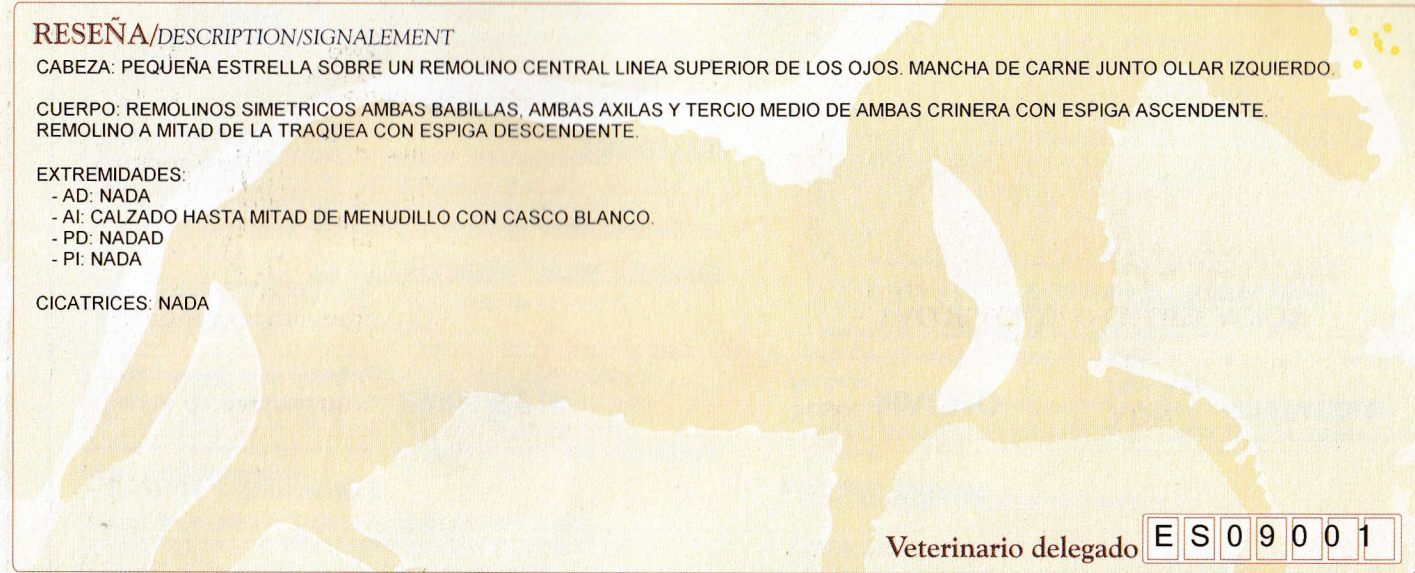 RESEÑA/DESCRIPTION/SIGNALEMENT
CABEZA: PEQUEÑA ESTRELLA SOBRE UN REMOLINO CENTRAL LINEA SUPERIOR DE LOS OJOS. MANCHA DE CARNE JUNTO OLLAR IZQUIERDO.
CUERPO: REMOLINOS SIMETRICOS AMBAS BABILLAS, AMBAS AXILAS Y TERCIO MEDIO DE AMBAS CRINERA CON ESPIGA ASCENDENTE.
REMOLINO A MITAD DE LA TRAQUEA CON ESPIGA DESCENDENTE.
EXTREMIDADES:
- AD: NADA
- AI: CALZADO HASTA MITAD DE MENUDILLO CON CASCO BLANCO.
- PD: NADAD
- PI: NADA
CICATRICES: NADA
Veterinario delegado ES09001